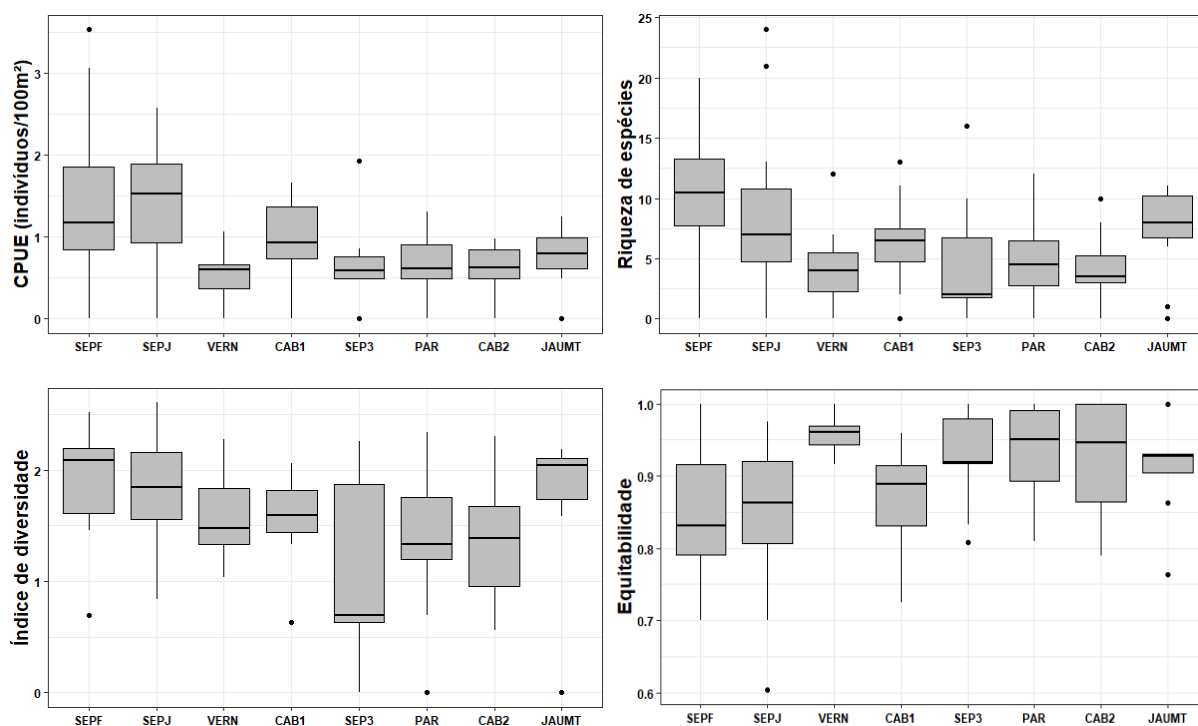 CPUE (indivíduos/100m²)
3
2
1
0
SEPF SEPJ VERN CAB1 SEP3 PAR CAB2 JAUMT
Riqueza de espécies
25
20
15
10
5
0
SEPF SEPJ VERN CAB1 SEP3 PAR CAB2 JAUMT
Índice de diversidade
2
1
0
SEPF SEPJ VERN CAB1 SEP3 PAR CAB2 JAUMT
Equitabilidade
1.0
0.9
0.8
0.7
0.6
SEPF SEPJ VERN CAB1 SEP3 PAR CAB2 JAUMT